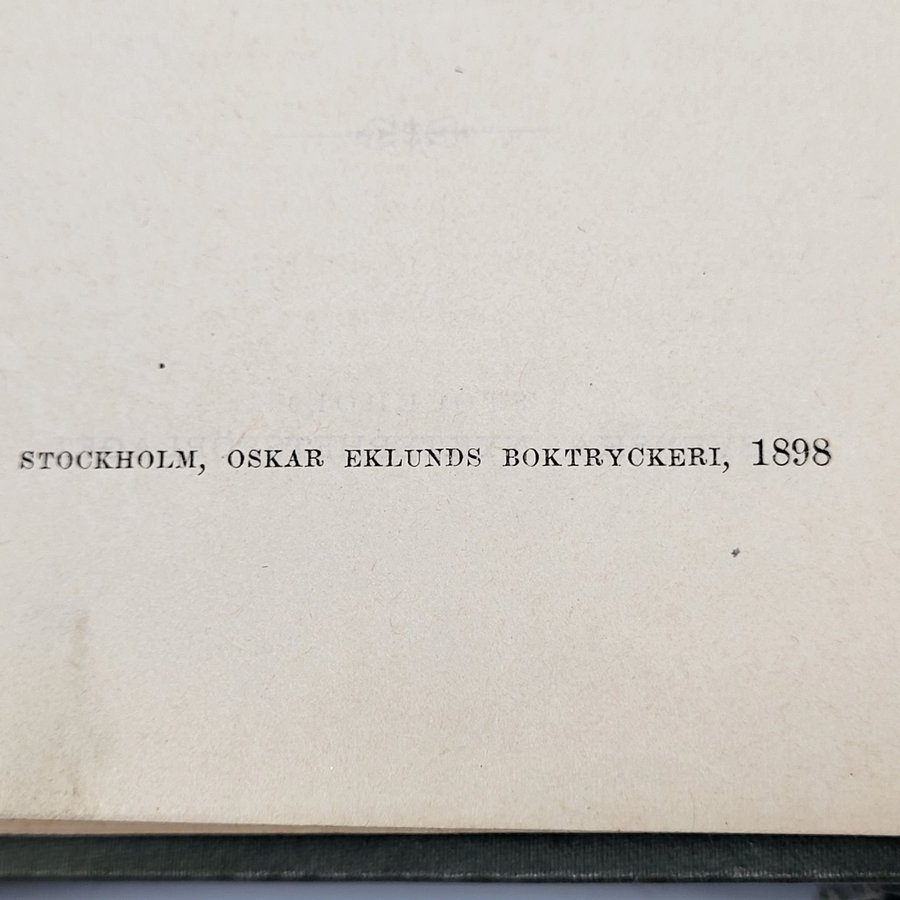 STOCKHOLM, OSKAR EKLUNDS BOKTRYCKERI, 1898